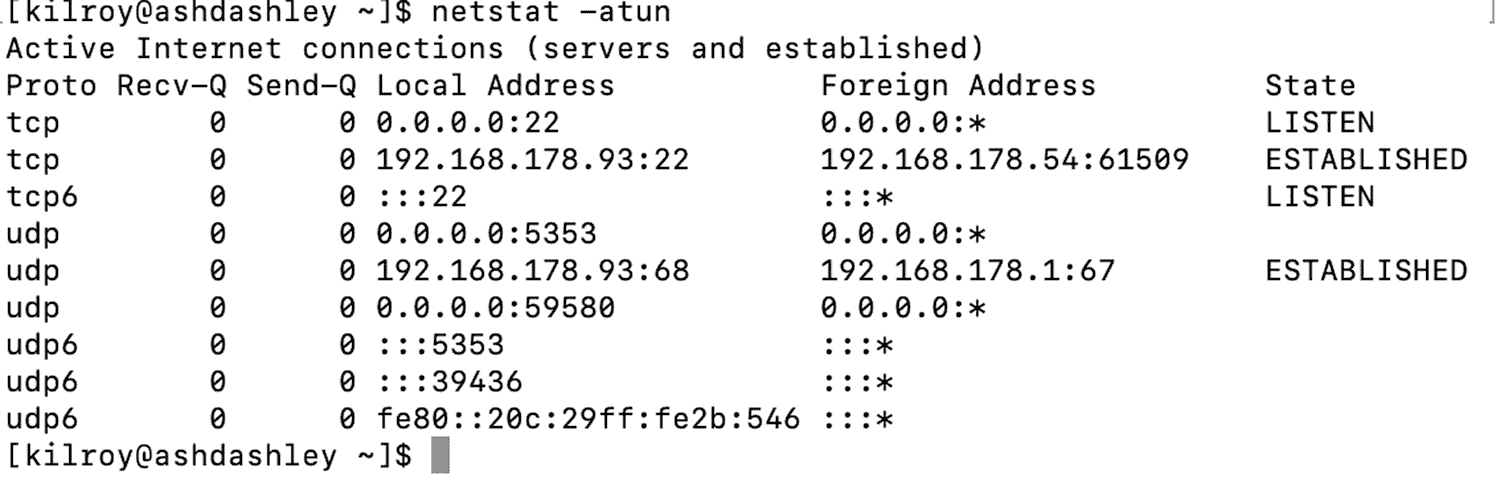 [kilroy@ashdashley ~]$ netstat -atun
Active Internet connections (servers and established)
Proto Recv-Q Send-Q Local Address           Foreign Address         State
tcp        0      0 0.0.0.0:22              0.0.0.0:*               LISTEN
tcp        0      0 192.168.178.93:22       192.168.178.54:61509    ESTABLISHED
tcp6       0      0 :::22                   :::*                    LISTEN
udp        0      0 0.0.0.0:5353            0.0.0.0:*
udp        0      0 192.168.178.93:68       192.168.178.1:67        ESTABLISHED
udp        0      0 0.0.0.0:59580           0.0.0.0:*
udp6       0      0 :::5353                 :::*
udp6       0      0 :::39436                :::*
udp6       0      0 fe80::20c:29ff:fe2b:546 :::*
[kilroy@ashdashley ~]$